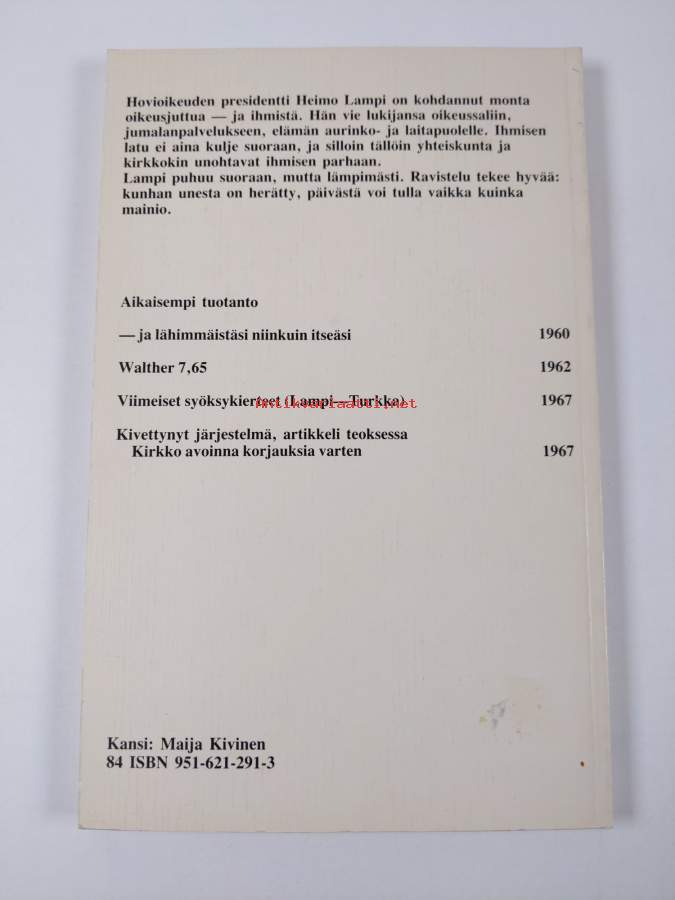 Hovioikeuden presidentti Heimo Lampi on kohdannut monta
oikeusjuttua — ja ihmistä. Hän vie lukijansa oikeussaliin,
jumalanpalvelukseen, elämän aurinko- ja laitapuolelle. Ihmisen
latu ei aina kulje suoraan, ja silloin tällöin yhteiskunta ja
kirkkokin unohtavat ihmisen parhaan.
Lampi puhuu suoraan, mutta lämpimästi. Ravistelu tekee hyvää:
kunhan unesta on herätty, päivästä voi tulla vaikka kuinka
mainio.
Aikaisempi tuotanto
— ja lähimmäistäsi niinkuin itseäsi 1960
Walther 7,65 1962
Viimeiset syöksykierteet (Lampi—Turkka) 1967
antikvariaatti.net
Kivettynyt järjestelmä, artikkeli teoksessa
Kirkko avoinna korjauksia varten 1967
Kansi: Maija Kivinen
84 ISBN 951-621-291-3